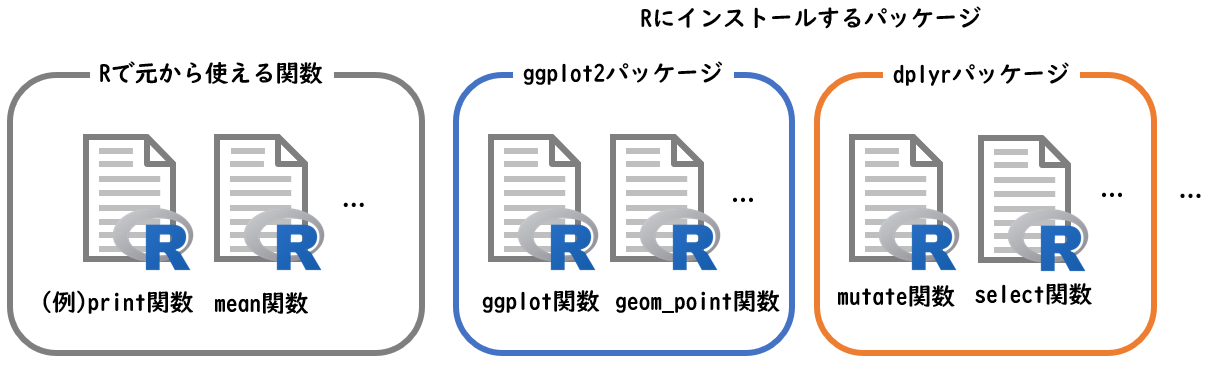 Rにインストールするパッケージ
Rで元から使える関数
ggplot2パッケージ
dplyrパッケージ
R
R
…
R
R
…
R
R
…
…
(例)print関数
mean関数
ggplot関数
geom_point関数
mutate関数
select関数